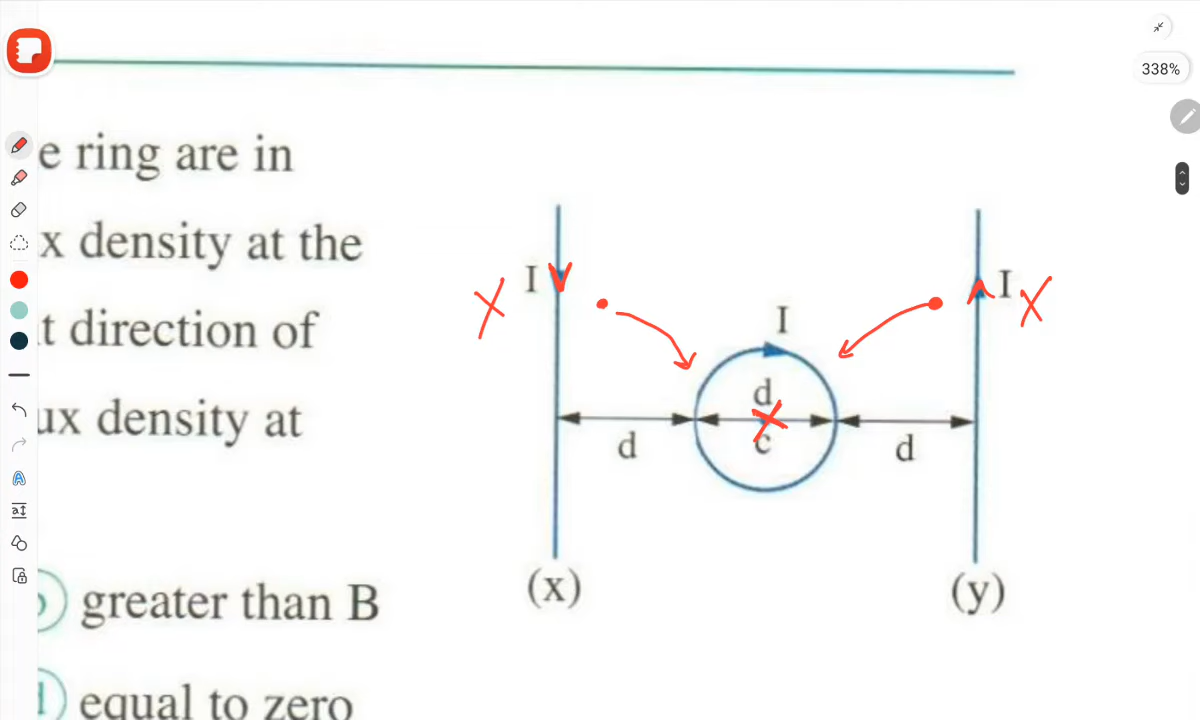 338%
e ring are in
x density at the
t direction of
ux density at
greater than B
equal to zero
I
I
I
d
c
d
d
(x)
(y)